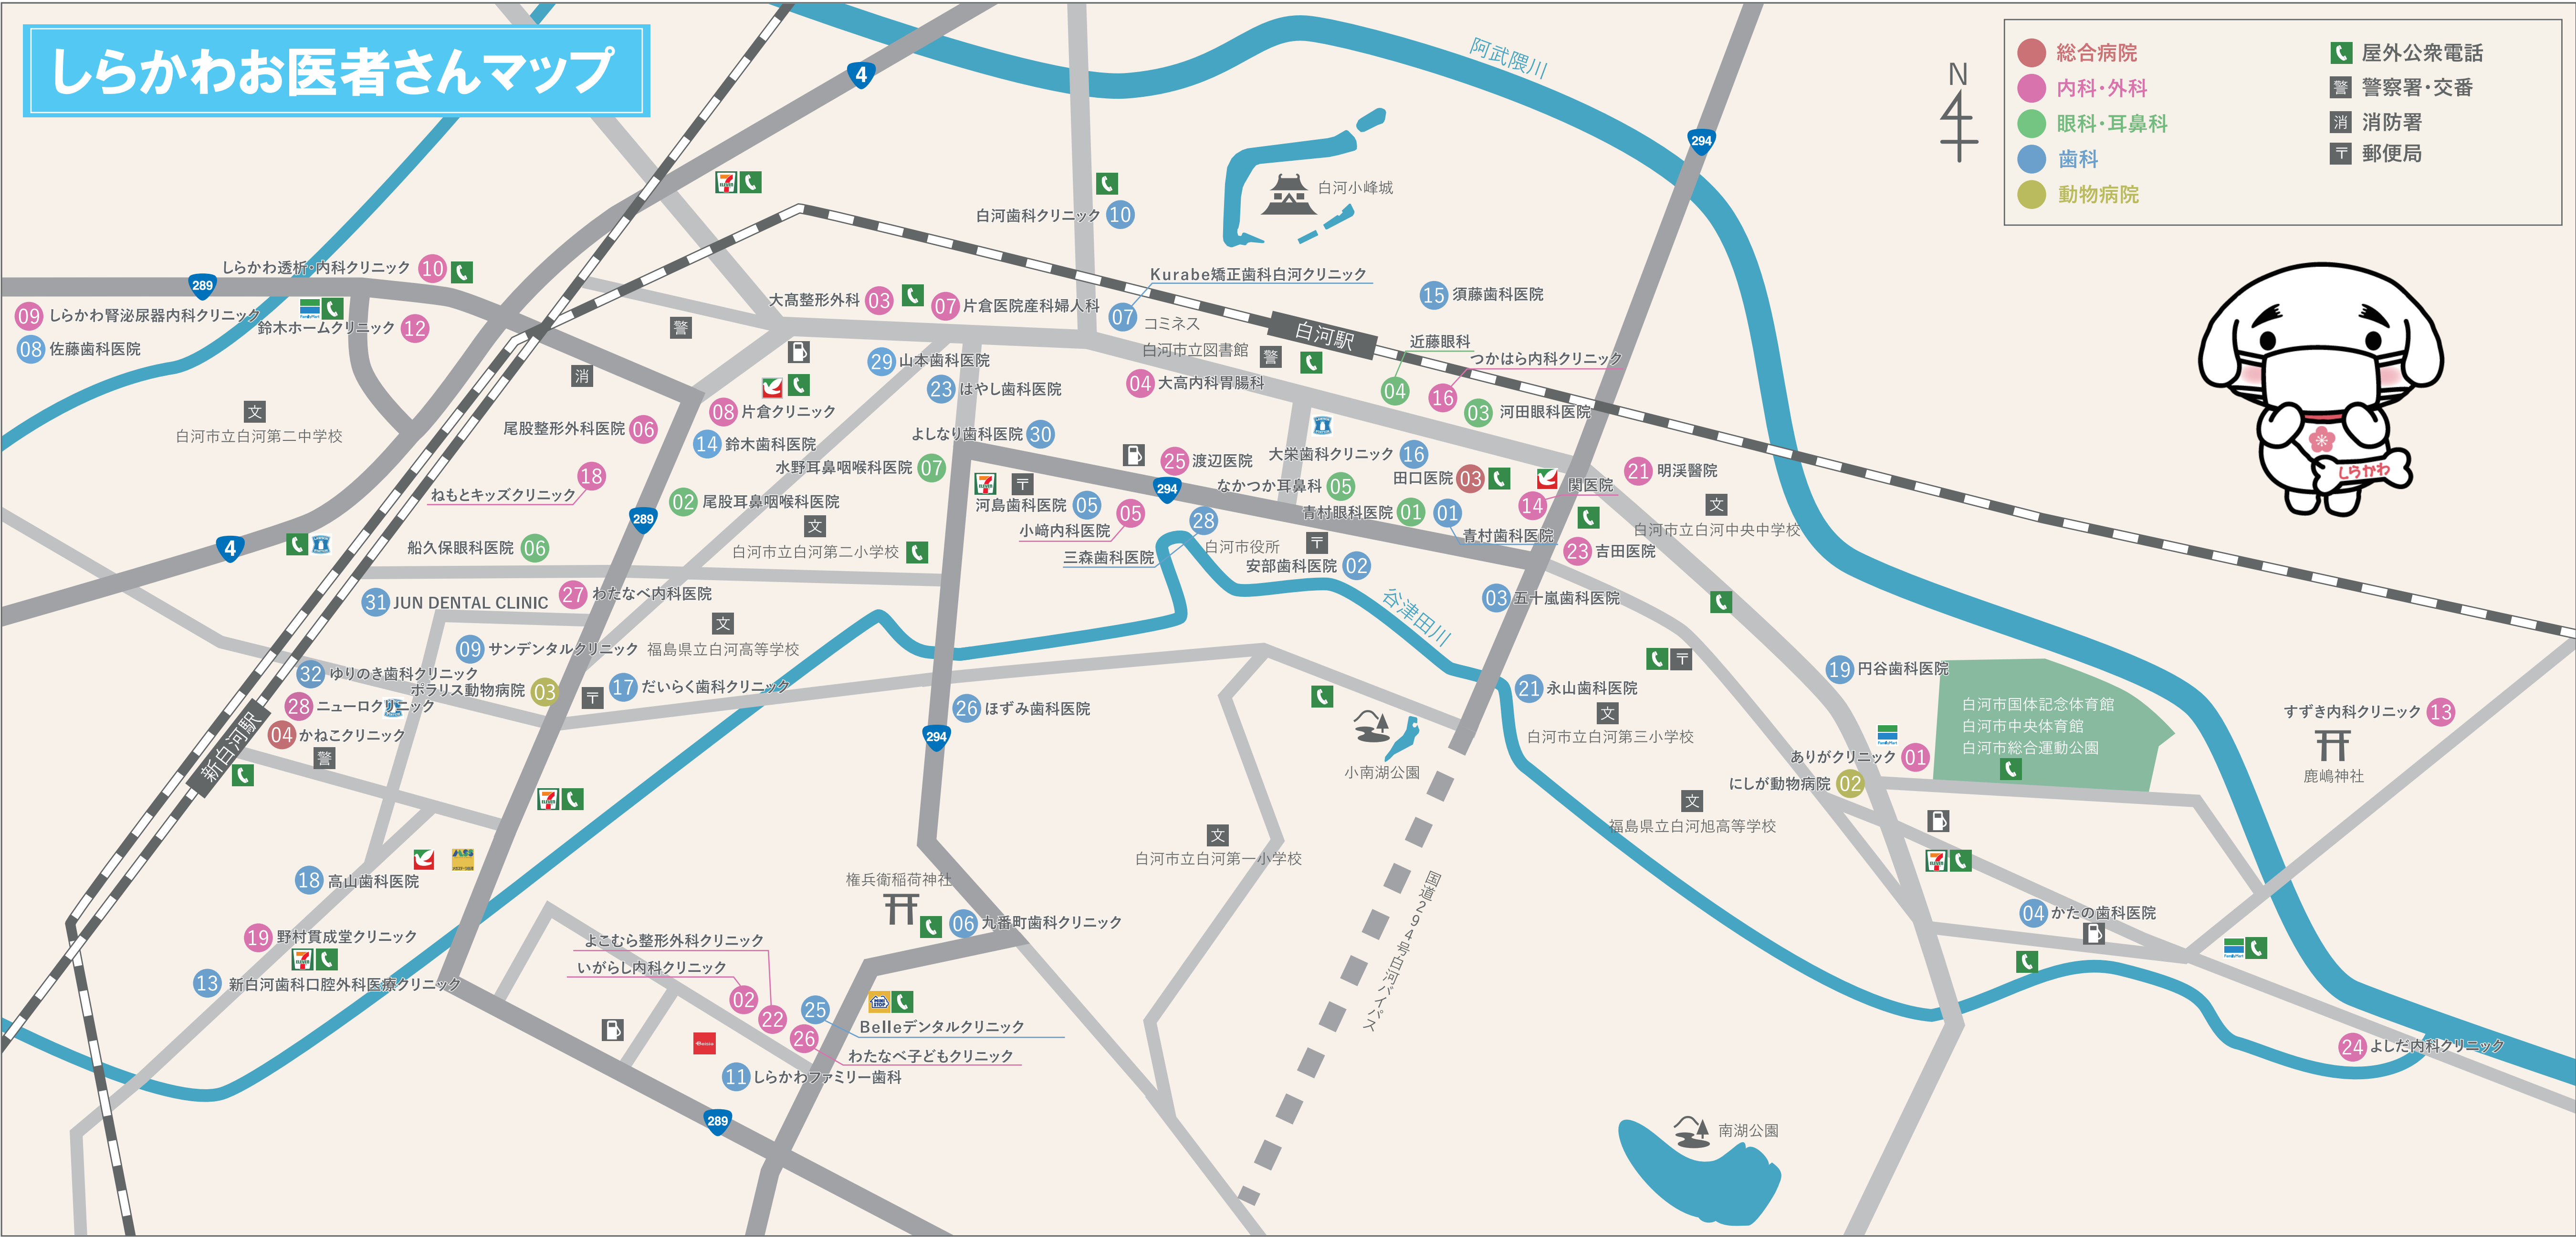 しらかわお医者さんマップ
総合病院
内科・外科
眼科・耳鼻科
歯科
動物病院
屋外公衆電話
警 警察署・交番
消 消防署
〒 郵便局
N
しらかわ
阿武隈川
4
294
白河小峰城
白河歯科クリニック 10
Kurabe矯正歯科白河クリニック
07
コミネス
15 須藤歯科医院
しらかわ透析・内科クリニック 10
289
09 しらかわ腎泌尿器内科クリニック
鈴木ホームクリニック 12
08 佐藤歯科医院
大髙整形外科 03
07 片倉医院産科婦人科
白河駅
白河市立図書館
警
近藤眼科
04
つかはら内科クリニック
16
03 河田眼科医院
警
消
29 山本歯科医院
23 はやし歯科医院
04 大高内科胃腸科
文
白河市立白河第二中学校
08 片倉クリニック
尾股整形外科医院 06
14 鈴木歯科医院
よしなり歯科医院 30
水野耳鼻咽喉科医院 07
18
ねもとキッズクリニック
02 尾股耳鼻咽喉科医院
289
25 渡辺医院
大栄歯科クリニック 16
田口医院 03
294
なかつか耳鼻科 05
関医院
14
21 明渓醫院
文
白河市立白河中央中学校
〒
河島歯科医院 05
05
小﨑内科医院
28
三森歯科医院
青村眼科医院 01
01
青村歯科医院
23 吉田医院
白河市役所
〒
安部歯科医院 02
4
船久保眼科医院 06
文
白河市立白河第二小学校
31 JUN DENTAL CLINIC
27 わたなべ内科医院
谷津田川
03 五十嵐歯科医院
文
福島県立白河高等学校
09 サンデンタルクリニック
32 ゆりのき歯科クリニック
ポラリス動物病院 03
〒
17 だいらく歯科クリニック
28 ニューロクリニック
04 かねこクリニック
新白河駅
警
26 ほずみ歯科医院
294
〒
21 永山歯科医院
文
白河市立白河第三小学校
小南湖公園
19 円谷歯科医院
白河市国体記念体育館
白河市中央体育館
白河市総合運動公園
ありがクリニック 01
にしが動物病院 02
すずき内科クリニック 13
鹿嶋神社
文
福島県立白河旭高等学校
文
白河市立白河第一小学校
国道294号白河バイパス
18 高山歯科医院
権兵衛稲荷神社
06 九番町歯科クリニック
04 かたの歯科医院
19 野村貫成堂クリニック
13 新白河歯科口腔外科医療クリニック
よこむら整形外科クリニック
いがらし内科クリニック
02
22
26
25
Belleデンタルクリニック
わたなべ子どもクリニック
11 しらかわファミリー歯科
289
24 よしだ内科クリニック
南湖公園